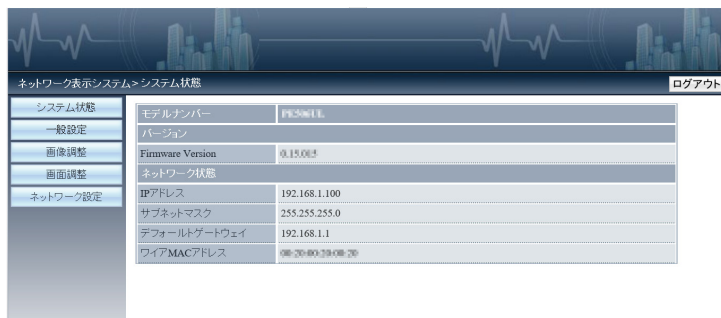 ネットワーク表示システム>システム状態
ログアウト
システム状態
一般設定
画像調整
画面調整
ネットワーク設定
モデルナンバー
バージョン
Firmware Version
ネットワーク状態
IPアドレス 192.168.1.100
サブネットマスク 255.255.255.0
デフォールトゲートウェイ 192.168.1.1
ワイアMACアドレス